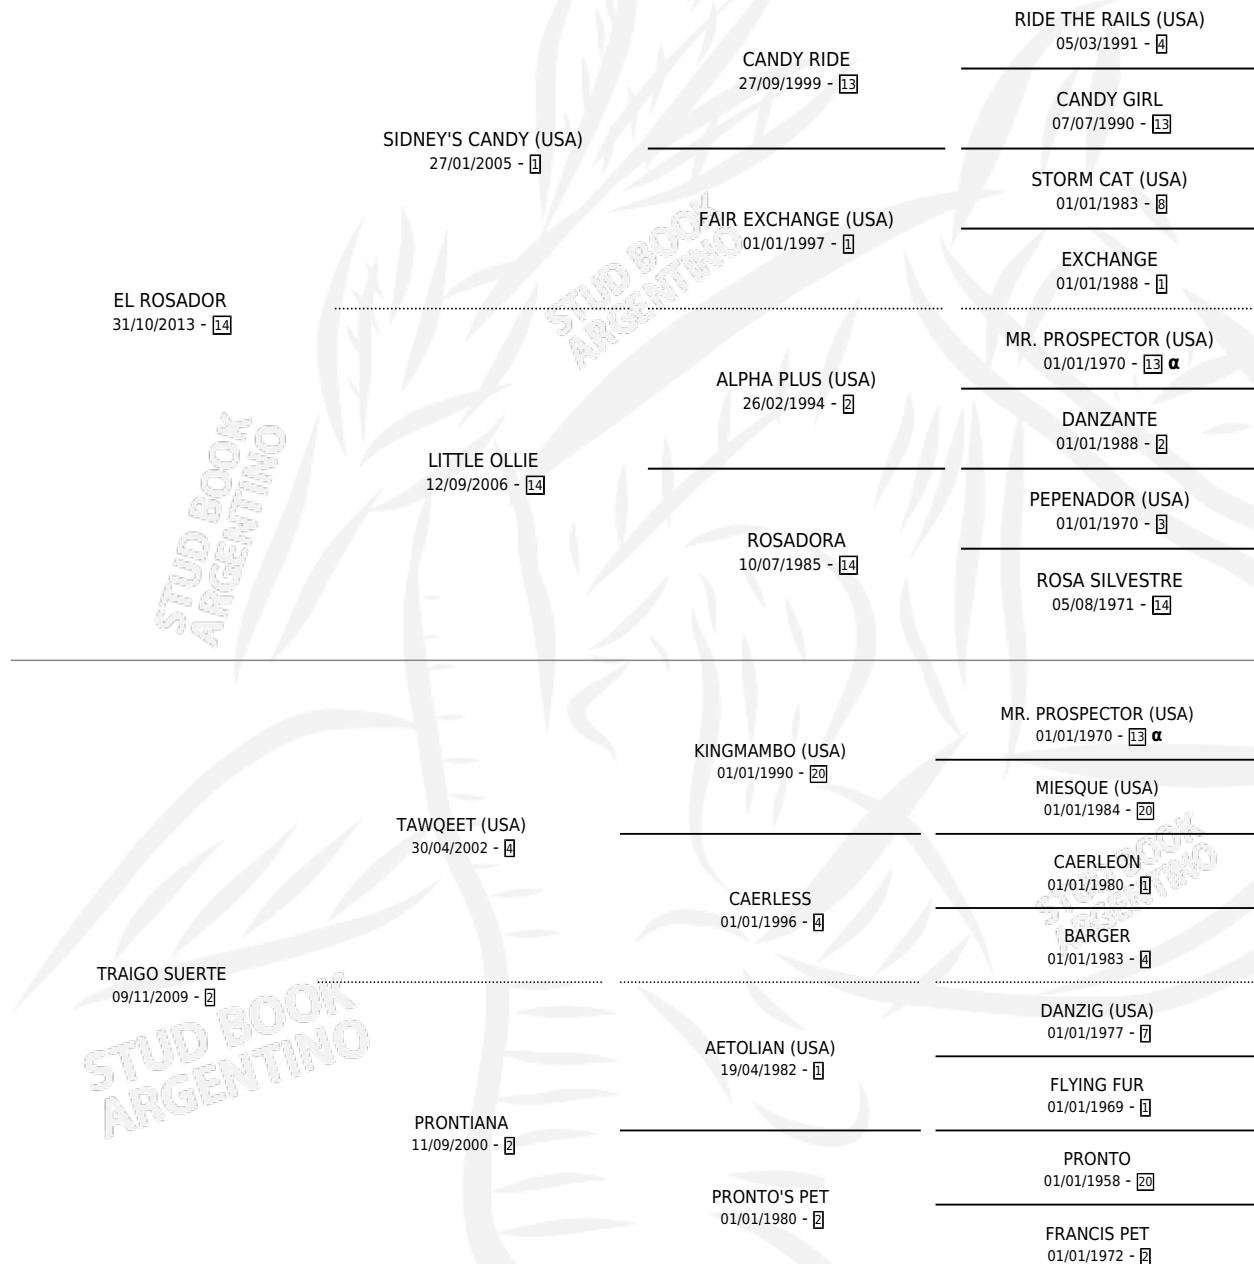 RIDE THE RAILS (USA)
05/03/1991 - 4
CANDY RIDE
27/09/1999 - 13
CANDY GIRL
07/07/1990 - 13
SIDNEY'S CANDY (USA)
27/01/2005 - 1
STORM CAT (USA)
01/01/1983 - 8
FAIR EXCHANGE (USA)
01/01/1997 - 1
EXCHANGE
01/01/1988 - 1
STUD BOOK
ARGENTINO
EL ROSADOR
31/10/2013 - 14
MR. PROSPECTOR (USA)
01/01/1970 - 13 α
ALPHA PLUS (USA)
26/02/1994 - 2
DANZANTE
01/01/1988 - 2
LITTLE OLLIE
12/09/2006 - 14
PEPENADOR (USA)
01/01/1970 - 3
ROSADORA
10/07/1985 - 14
ROSA SILVESTRE
05/08/1971 - 14
STUD BOOK
ARGENTINO
MR. PROSPECTOR (USA)
01/01/1970 - 13 α
KINGMAMBO (USA)
01/01/1990 - 20
MIESQUE (USA)
01/01/1984 - 20
TAWQEET (USA)
30/04/2002 - 4
CAERLEON
01/01/1980 - 1
CAERLESS
01/01/1996 - 4
BARGER
01/01/1983 - 4
STUD BOOK
ARGENTINO
TRAIGO SUERTE
09/11/2009 - 2
DANZIG (USA)
01/01/1977 - 7
AETOLIAN (USA)
19/04/1982 - 1
FLYING FUR
01/01/1969 - 1
PRONTIANA
11/09/2000 - 2
PRONTO
01/01/1958 - 20
PRONTO'S PET
01/01/1980 - 2
FRANCIS PET
01/01/1972 - 2
STUD BOOK
ARGENTINO